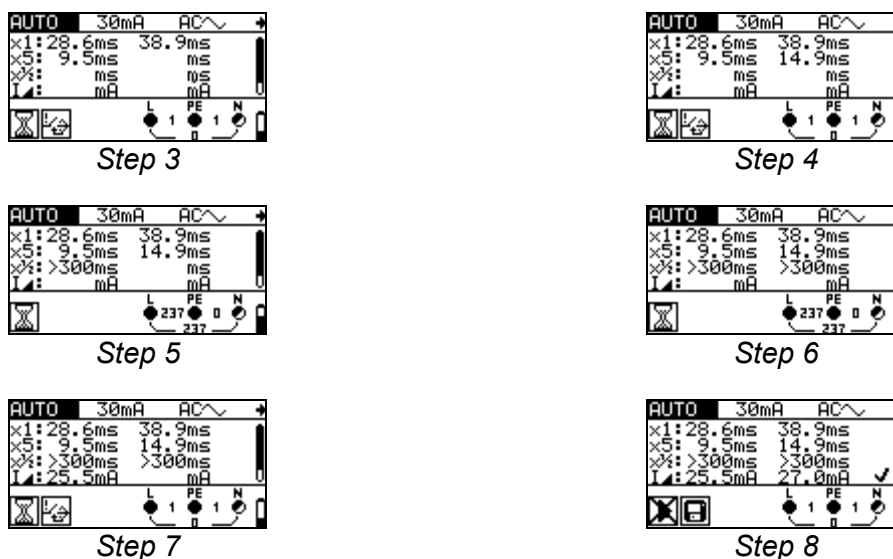 AUTO 30mA AC
x1:28.6ms 38.9ms
x5: 9.5ms ms
x½: ms ms
I◢: mA mA
L PE N
1 1
0
Step 3
AUTO 30mA AC
x1:28.6ms 38.9ms
x5: 9.5ms 14.9ms
x½: ms ms
I◢: mA mA
L PE N
1 1
0
Step 4
AUTO 30mA AC
x1:28.6ms 38.9ms
x5: 9.5ms 14.9ms
x½:>300ms ms
I◢: mA mA
L PE N
237 0
237
Step 5
AUTO 30mA AC
x1:28.6ms 38.9ms
x5: 9.5ms 14.9ms
x½:>300ms >300ms
I◢: mA mA
L PE N
237 0
237
Step 6
AUTO 30mA AC
x1:28.6ms 38.9ms
x5: 9.5ms 14.9ms
x½:>300ms >300ms
I◢:25.5mA mA
L PE N
1 1
0
Step 7
AUTO 30mA AC
x1:28.6ms 38.9ms
x5: 9.5ms 14.9ms
x½:>300ms >300ms
I◢:25.5mA 27.0mA ✓
L PE N
1 1
0
Step 8